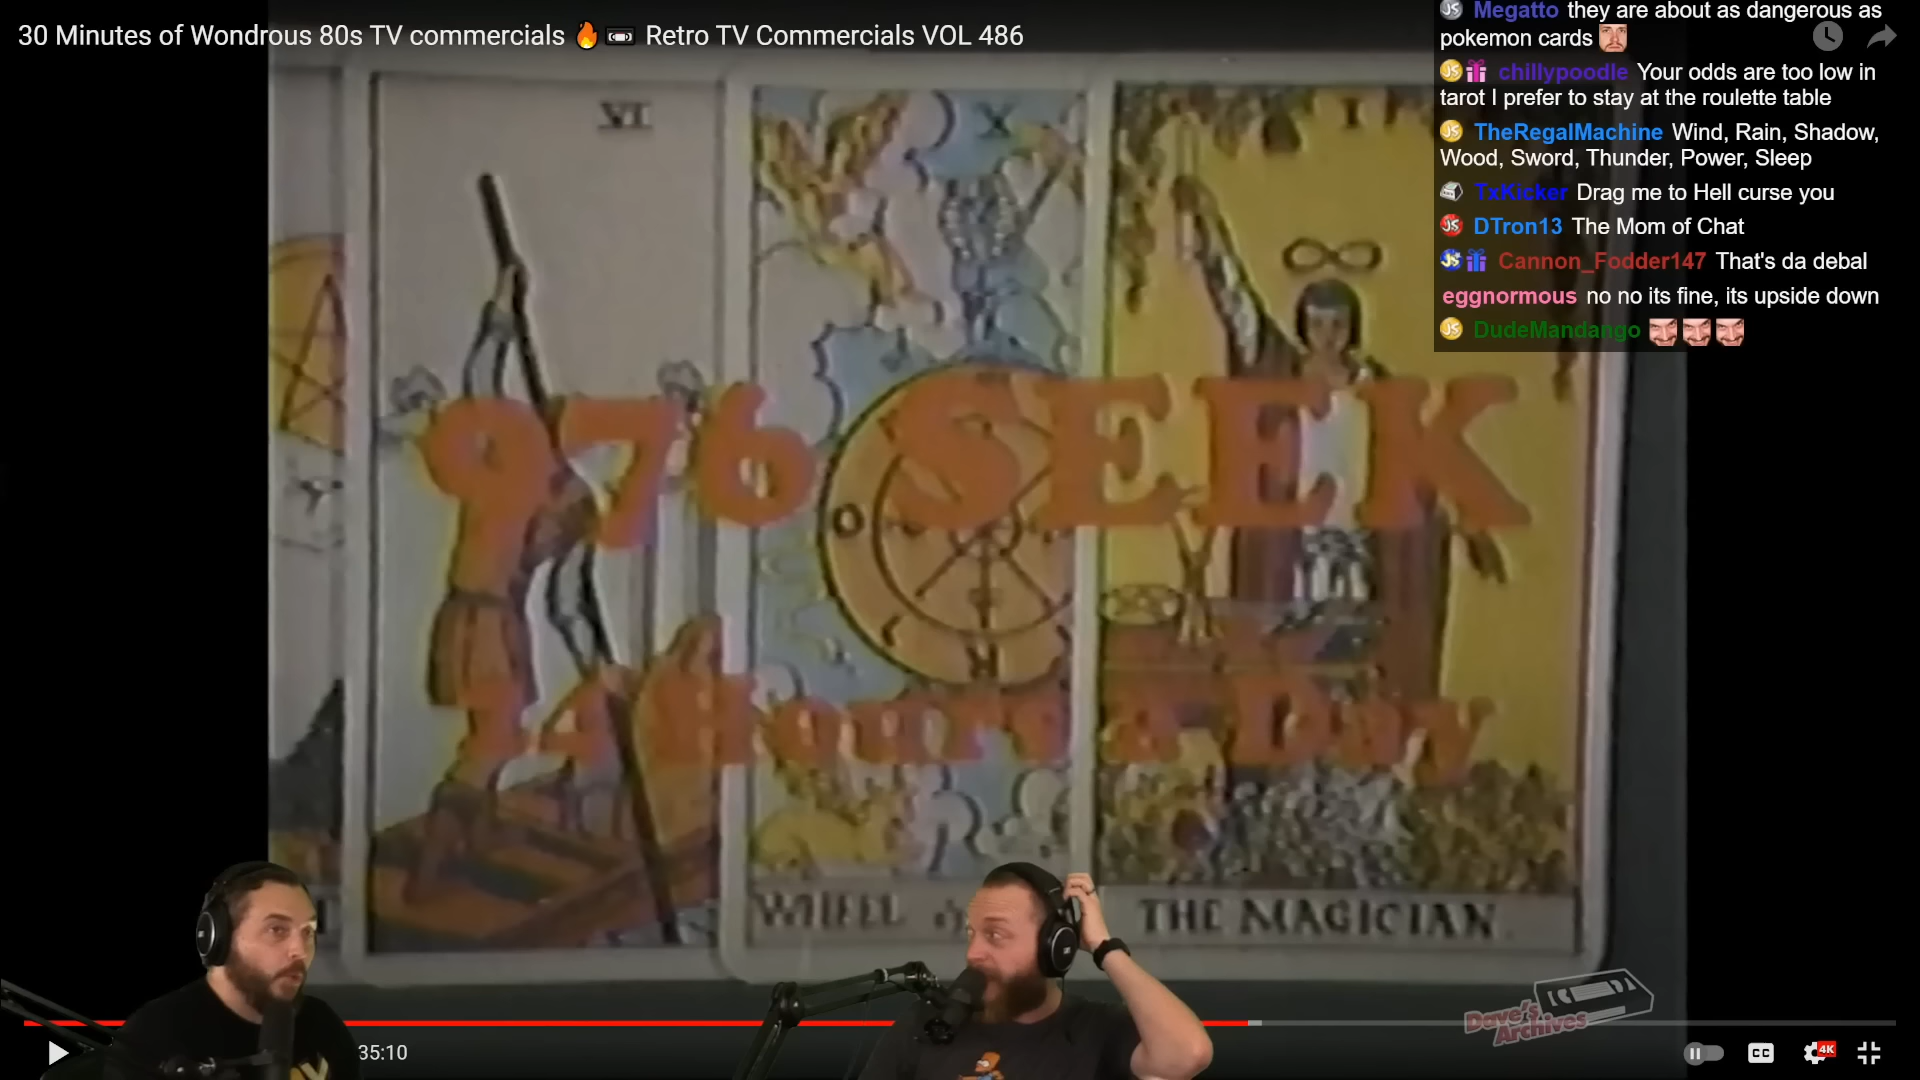 30 Minutes of Wondrous 80s TV commercials 🔥📼 Retro TV Commercials VOL 486
Megatto they are about as dangerous as
pokemon cards
chillypoodle Your odds are too low in
tarot I prefer to stay at the roulette table
TheRegalMachine Wind, Rain, Shadow,
Wood, Sword, Thunder, Power, Sleep
TxKicker Drag me to Hell curse you
DTron13 The Mom of Chat
Cannon_Fodder147 That's da debal
eggnormous no no its fine, its upside down
DudeMandango
VI
X
I
976 SEEK
14 Hours a Day
WHEEL
THE MAGICIAN.
Dave's
Archives
35:10
CC
4K